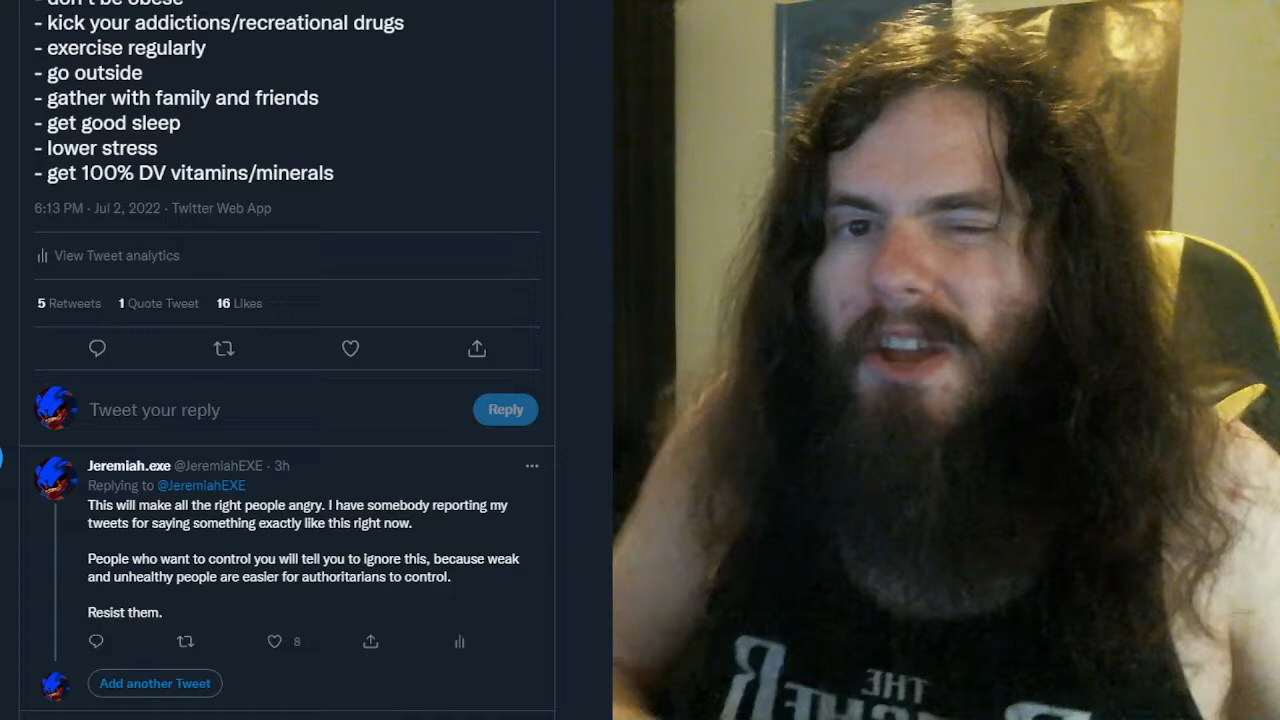 - don't be obese
- kick your addictions/recreational drugs
- exercise regularly
- go outside
- gather with family and friends
- get good sleep
- lower stress
- get 100% DV vitamins/minerals
6:13 PM · Jul 2, 2022 · Twitter Web App
View Tweet analytics
5 Retweets 1 Quote Tweet 16 Likes
Tweet your reply
Reply
Jeremiah.exe @JeremiahEXE · 3h
Replying to @JeremiahEXE
This will make all the right people angry. I have somebody reporting my
tweets for saying something exactly like this right now.
People who want to control you will tell you to ignore this, because weak
and unhealthy people are easier for authoritarians to control.
Resist them.
8
Add another Tweet
THE